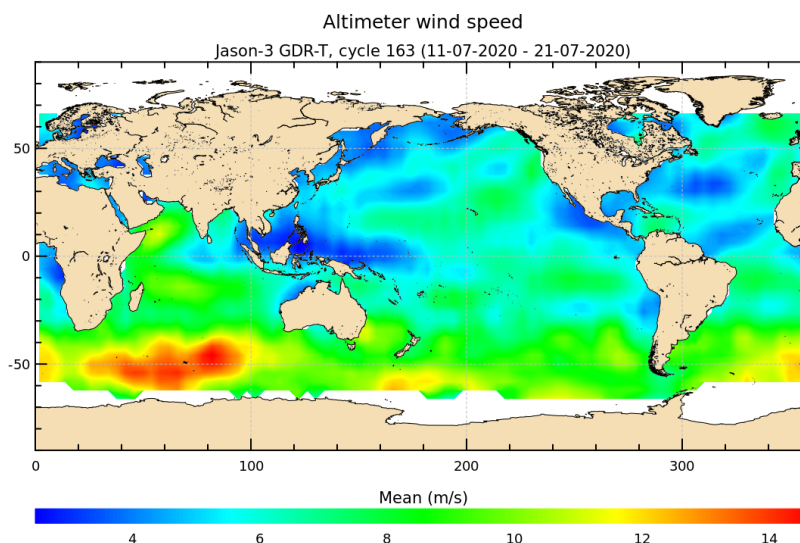 Altimeter wind speed
Jason-3 GDR-T, cycle 163 (11-07-2020 - 21-07-2020)
50
0
-50
0 100 200 300
Mean (m/s)
4 6 8 10 12 14